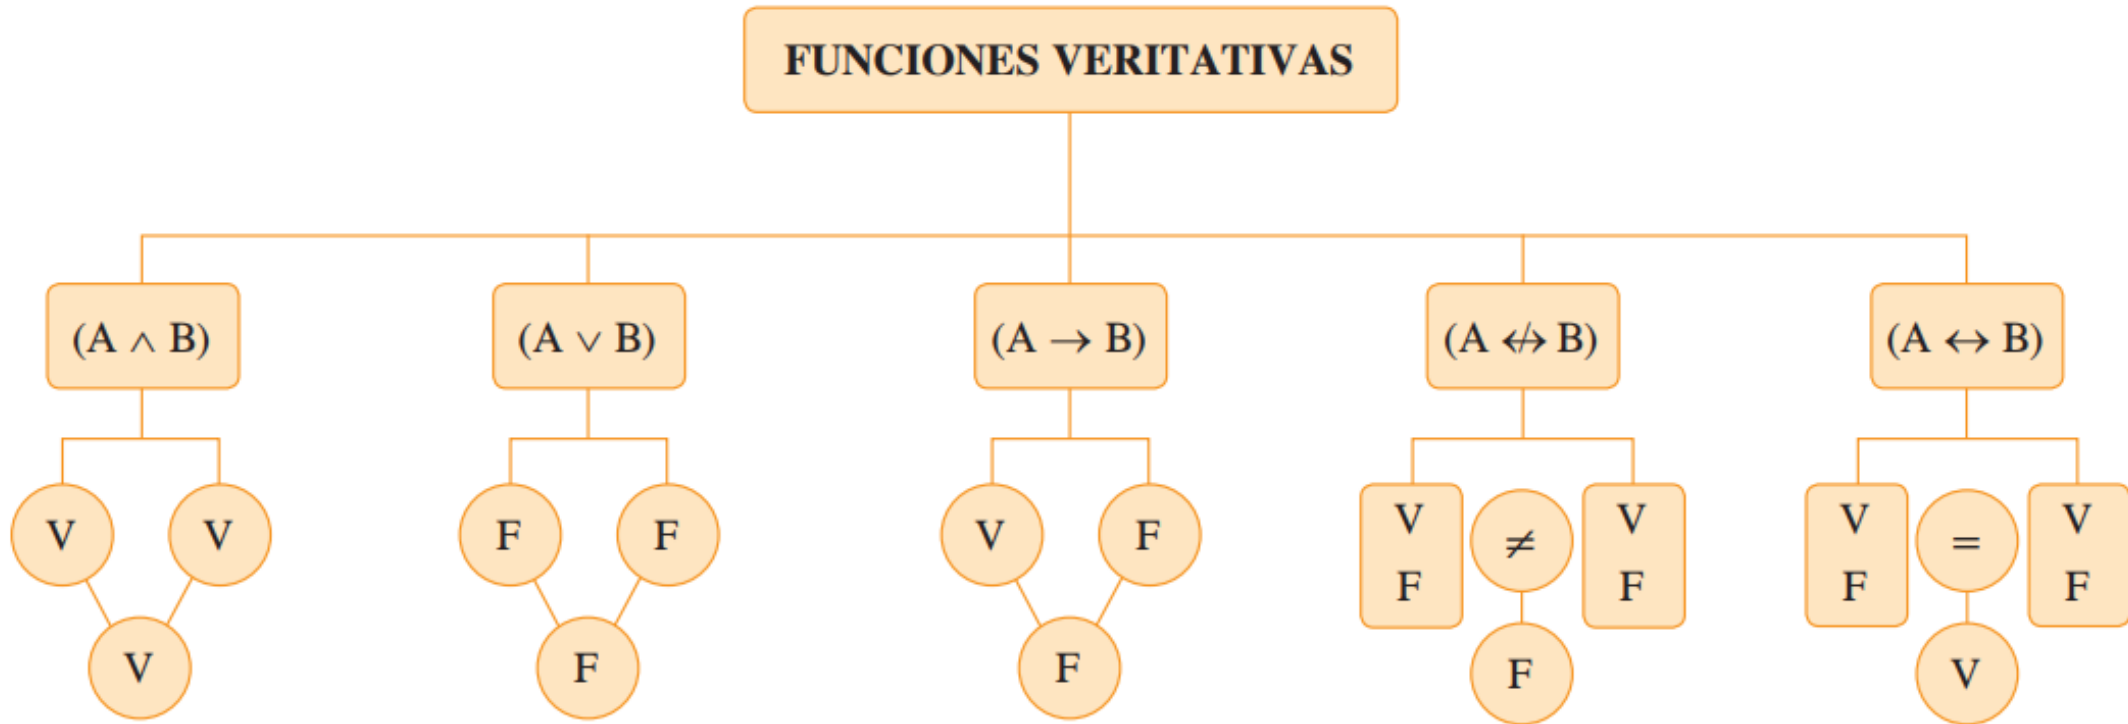 FUNCIONES VERITATIVAS
(A ∧ B)
(A ∨ B)
(A → B)
(A ↮ B)
(A ↔ B)
V V
V
F F
F
V F
F
V ≠ V
F F
F
V = V
F F
V